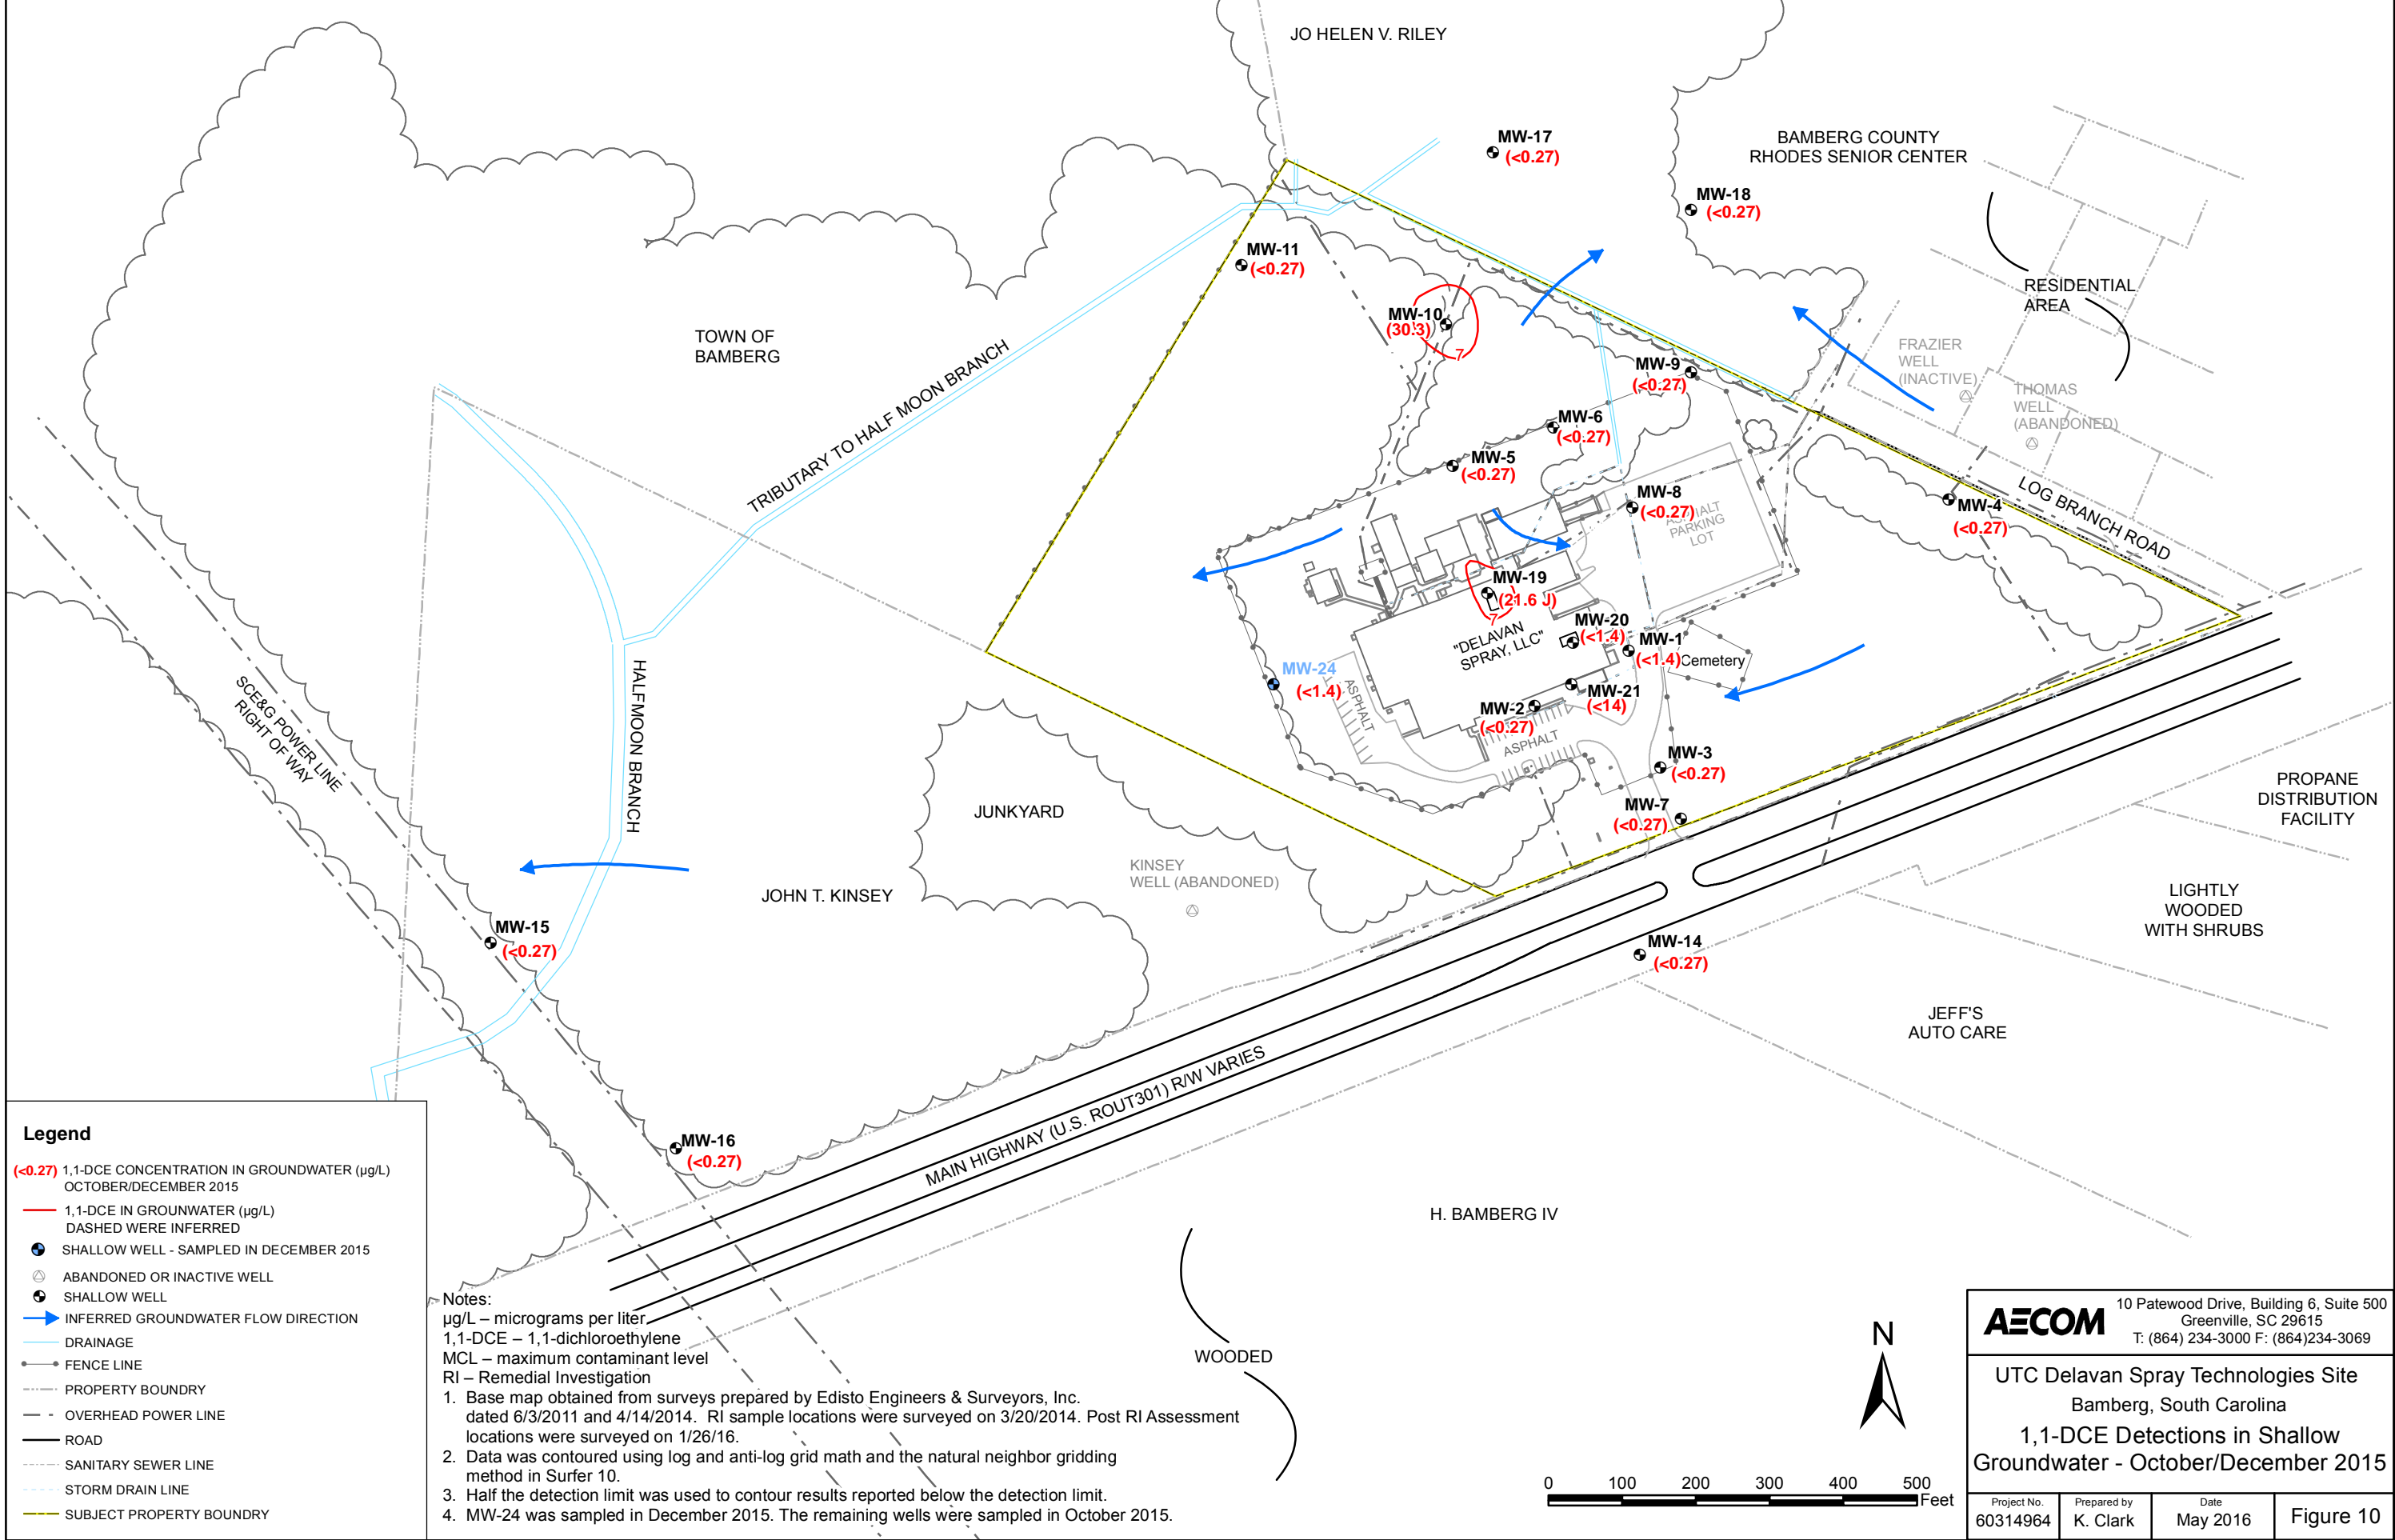 JO HELEN V. RILEY
MW-17
(<0.27)
BAMBERG COUNTY
RHODES SENIOR CENTER
MW-18
(<0.27)
MW-11
(<0.27)
RESIDENTIAL
AREA
TOWN OF
BAMBERG
MW-10
(30.3)
7
TRIBUTARY TO HALF MOON BRANCH
MW-9
(<0.27)
FRAZIER
WELL
(INACTIVE)
THOMAS
WELL
(ABANDONED)
MW-6
(<0.27)
MW-5
(<0.27)
MW-8
(<0.27)
ASPHALT
PARKING
LOT
MW-4
(<0.27)
LOG BRANCH ROAD
MW-19
(21.6 J)
7
"DELAVAN
SPRAY, LLC"
MW-20
(<1.4)
MW-1
(<1.4)
Cemetery
MW-24
(<1.4)
ASPHALT
MW-21
(<14)
MW-2
(<0.27)
ASPHALT
MW-3
(<0.27)
MW-7
(<0.27)
SCE&G POWER LINE
RIGHT OF WAY
HALFMOON BRANCH
JUNKYARD
PROPANE
DISTRIBUTION
FACILITY
KINSEY
WELL (ABANDONED)
JOHN T. KINSEY
LIGHTLY
WOODED
WITH SHRUBS
MW-15
(<0.27)
MW-14
(<0.27)
JEFF'S
AUTO CARE
MW-16
(<0.27)
MAIN HIGHWAY (U.S. ROUT301) R/W VARIES
H. BAMBERG IV
WOODED
Legend
(<0.27) 1,1-DCE CONCENTRATION IN GROUNDWATER (µg/L)
OCTOBER/DECEMBER 2015
1,1-DCE IN GROUNWATER (µg/L)
DASHED WERE INFERRED
SHALLOW WELL - SAMPLED IN DECEMBER 2015
ABANDONED OR INACTIVE WELL
SHALLOW WELL
INFERRED GROUNDWATER FLOW DIRECTION
DRAINAGE
FENCE LINE
PROPERTY BOUNDRY
OVERHEAD POWER LINE
ROAD
SANITARY SEWER LINE
STORM DRAIN LINE
SUBJECT PROPERTY BOUNDRY
Notes:
µg/L – micrograms per liter
1,1-DCE – 1,1-dichloroethylene
MCL – maximum contaminant level
RI – Remedial Investigation
1. Base map obtained from surveys prepared by Edisto Engineers & Surveyors, Inc.
dated 6/3/2011 and 4/14/2014. RI sample locations were surveyed on 3/20/2014. Post RI Assessment
locations were surveyed on 1/26/16.
2. Data was contoured using log and anti-log grid math and the natural neighbor gridding
method in Surfer 10.
3. Half the detection limit was used to contour results reported below the detection limit.
4. MW-24 was sampled in December 2015. The remaining wells were sampled in October 2015.
0 100 200 300 400 500
Feet
N
AECOM
10 Patewood Drive, Building 6, Suite 500
Greenville, SC 29615
T: (864) 234-3000 F: (864)234-3069
UTC Delavan Spray Technologies Site
Bamberg, South Carolina
1,1-DCE Detections in Shallow
Groundwater - October/December 2015
Project No.
60314964
Prepared by
K. Clark
Date
May 2016
Figure 10